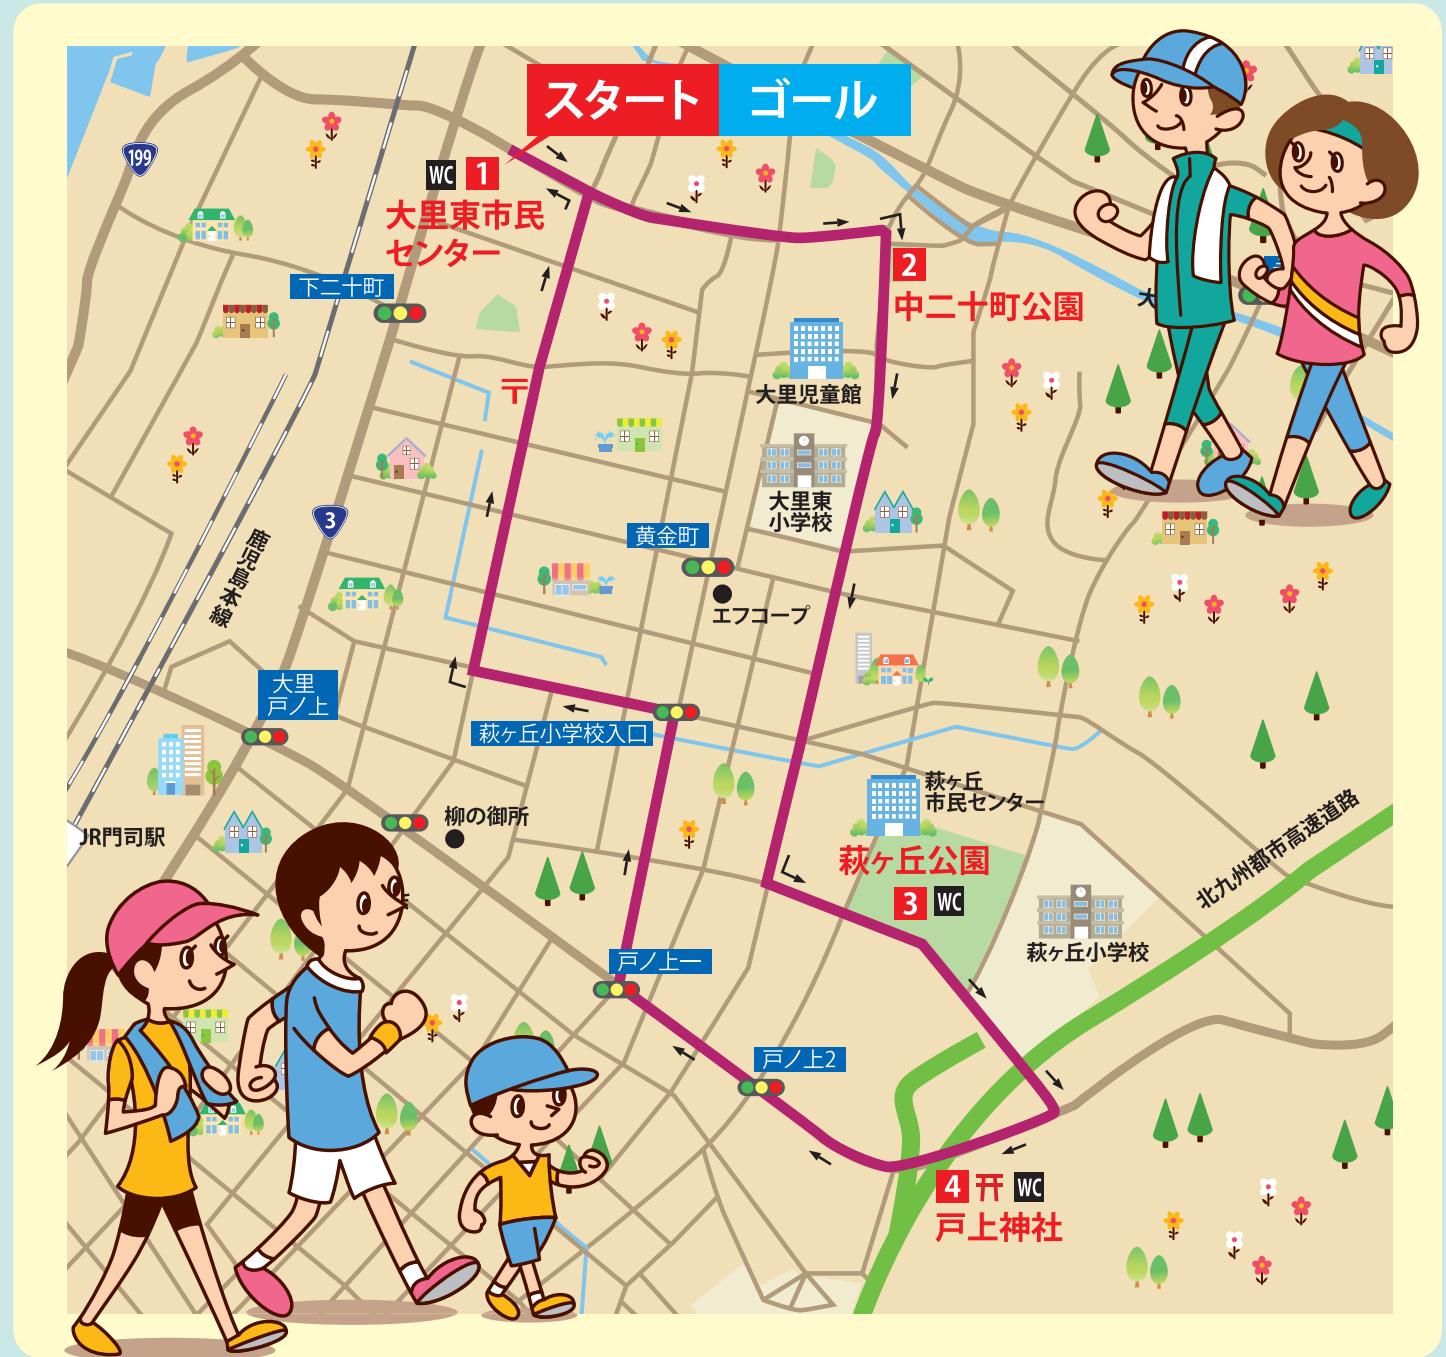 スタート ゴール
199
WC 1
大里東市民
センター
2
中二十町公園
下二十町
大里児童館
〒
大里東
小学校
3
黄金町
鹿児島本線
エフコープ
大里
戸ノ上
萩ヶ丘小学校入口
萩ヶ丘
市民センター
柳の御所
JR門司駅
萩ヶ丘公園
3 WC
北九州都市高速道路
萩ヶ丘小学校
戸ノ上一
戸ノ上2
4 WC
戸上神社
大